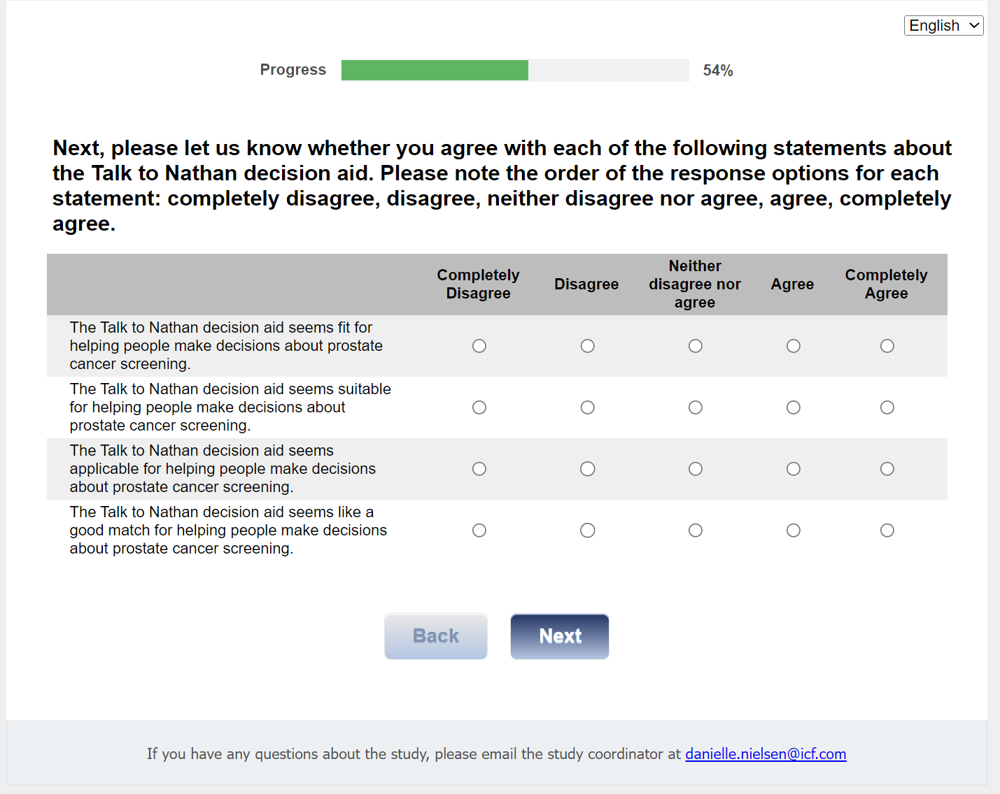 English
Progress
54%
Next, please let us know whether you agree with each of the following statements about
the Talk to Nathan decision aid. Please note the order of the response options for each
statement: completely disagree, disagree, neither disagree nor agree, agree, completely
agree.
Completely
Disagree
Disagree
Neither
disagree nor
agree
Agree
Completely
Agree
The Talk to Nathan decision aid seems fit for
helping people make decisions about prostate
cancer screening.
The Talk to Nathan decision aid seems suitable
for helping people make decisions about
prostate cancer screening.
The Talk to Nathan decision aid seems
applicable for helping people make decisions
about prostate cancer screening.
The Talk to Nathan decision aid seems like a
good match for helping people make decisions
about prostate cancer screening.
Back
Next
If you have any questions about the study, please email the study coordinator at danielle.nielsen@icf.com